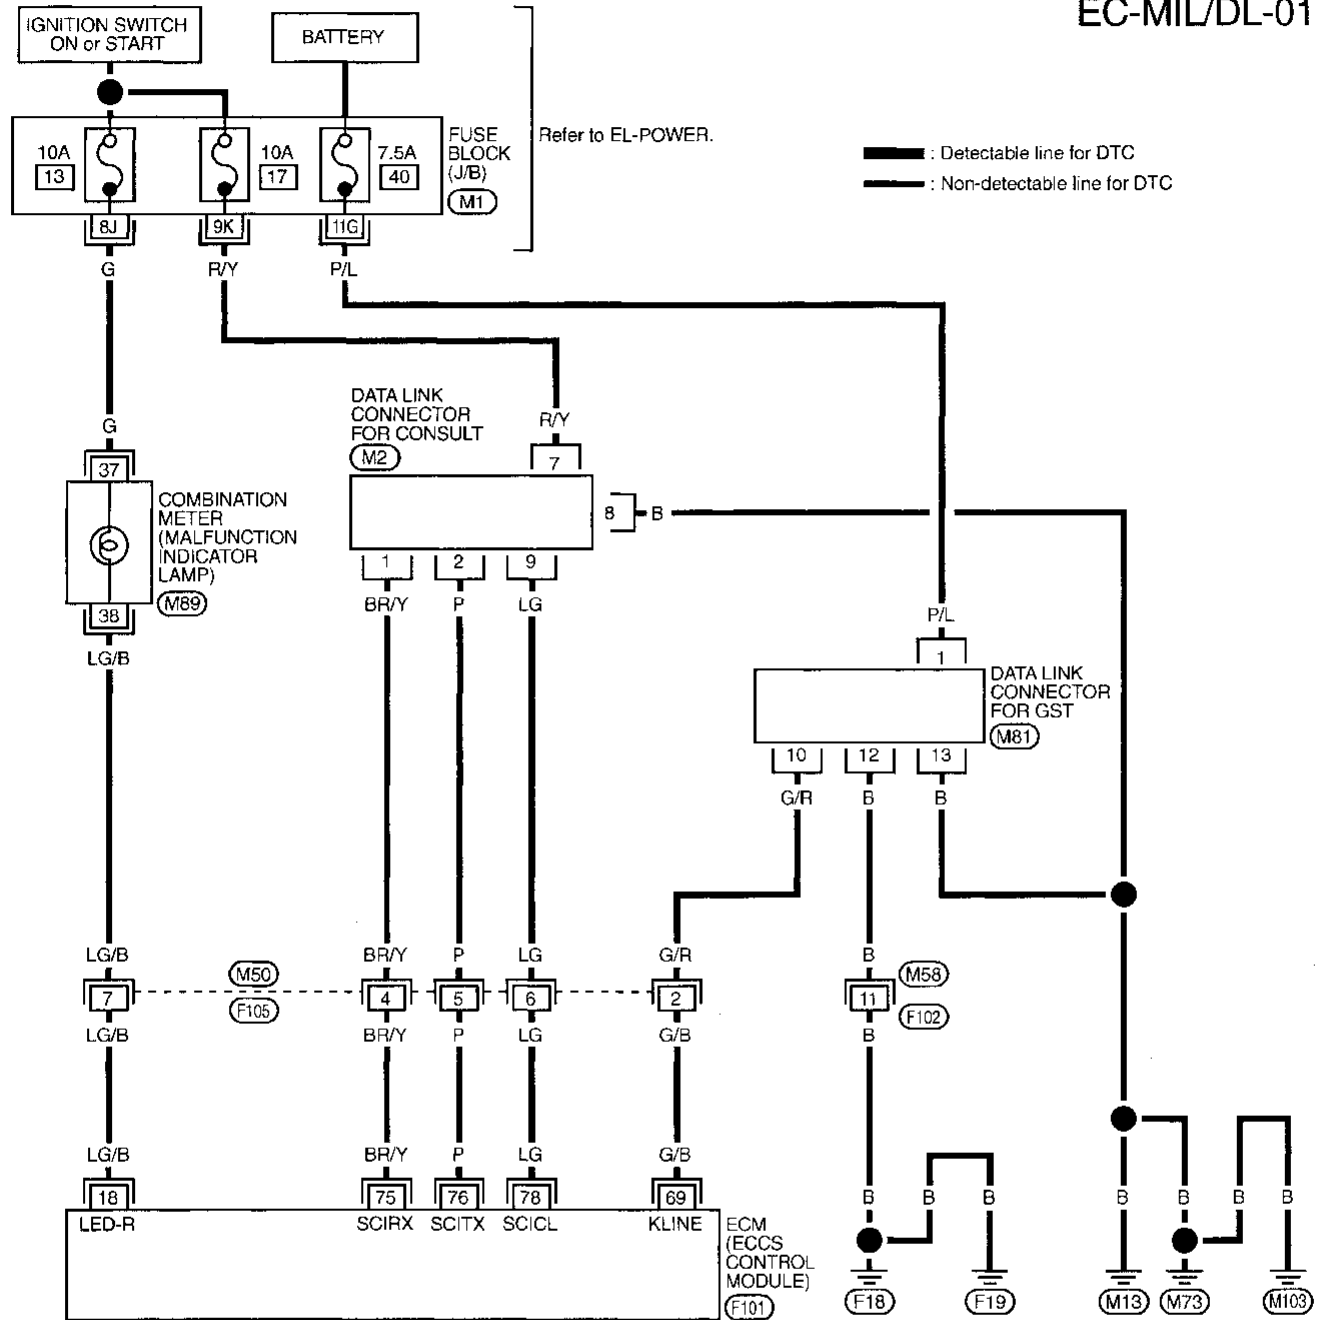 EC-MIL/DL-01
IGNITION SWITCH
ON or START
BATTERY
Refer to EL-POWER.
10A
13
10A
17
7.5A
40
FUSE
BLOCK
(J/B)
M1
: Detectable line for DTC
: Non-detectable line for DTC
8J
9K
11G
G
R/Y
P/L
DATA LINK
CONNECTOR
FOR CONSULT
M2
G
R/Y
37
7
COMBINATION
METER
(MALFUNCTION
INDICATOR
LAMP)
M89
8
B
1
2
9
38
BR/Y
P
LG
P/L
LG/B
1
DATA LINK
CONNECTOR
FOR GST
M81
10
12
13
G/R
B
B
LG/B
BR/Y
P
LG
G/R
B
M50
M58
7
4
5
6
2
11
F105
F102
LG/B
BR/Y
P
LG
G/B
B
LG/B
BR/Y
P
LG
G/B
18
75
76
78
69
B
B
B
B
B
B
B
LED-R
SCIRX
SCITX
SCICL
KLINE
ECM
(ECCS
CONTROL
MODULE)
F101
F18
F19
M13
M73
M103